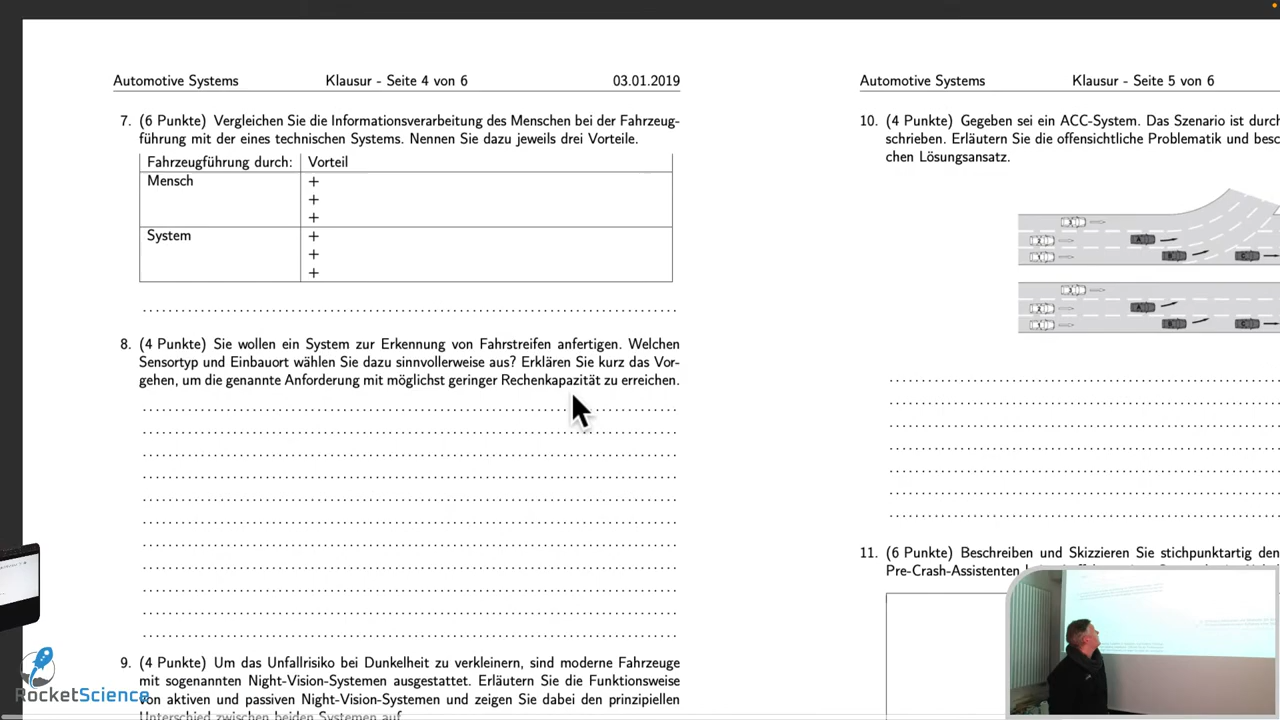 Automotive Systems Klausur - Seite 4 von 6 03.01.2019
7. (6 Punkte) Vergleichen Sie die Informationsverarbeitung des Menschen bei der Fahrzeug-
führung mit der eines technischen Systems. Nennen Sie dazu jeweils drei Vorteile.
Fahrzeugführung durch: Vorteil
Mensch +
+
+
System +
+
+
8. (4 Punkte) Sie wollen ein System zur Erkennung von Fahrstreifen anfertigen. Welchen
Sensortyp und Einbauort wählen Sie dazu sinnvollerweise aus? Erklären Sie kurz das Vor-
gehen, um die genannte Anforderung mit möglichst geringer Rechenkapazität zu erreichen.
9. (4 Punkte) Um das Unfallrisiko bei Dunkelheit zu verkleinern, sind moderne Fahrzeuge
mit sogenannten Night-Vision-Systemen ausgestattet. Erläutern Sie die Funktionsweise
von aktiven und passiven Night-Vision-Systemen und zeigen Sie dabei den prinzipiellen
Unterschied zwischen beiden Systemen auf.
Automotive Systems Klausur - Seite 5 von 6
10. (4 Punkte) Gegeben sei ein ACC-System. Das Szenario ist durch
schrieben. Erläutern Sie die offensichtliche Problematik und besc
chen Lösungsansatz.
11. (6 Punkte) Beschreiben und Skizzieren Sie stichpunktartig den
Pre-Crash-Assistenten
RocketScience